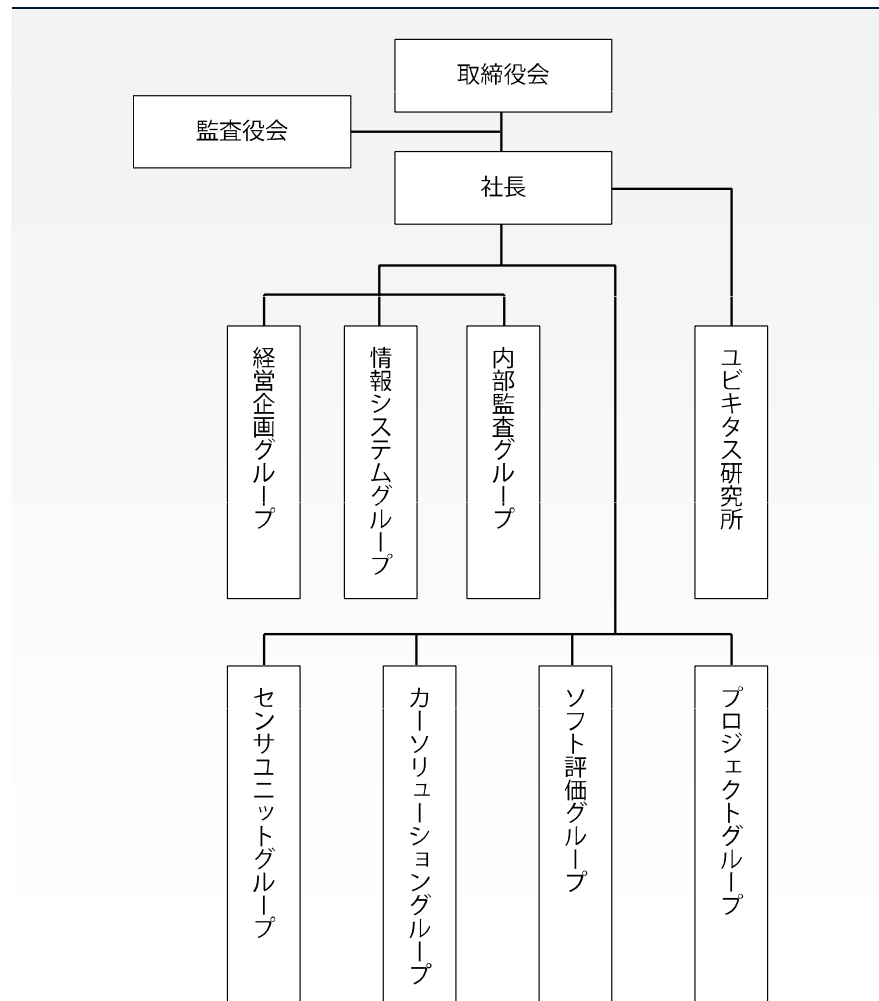 取締役会
監査役会
社長
経営企画グループ
情報システムグループ
内部監査グループ
ユビキタス研究所
センサユニットグループ
カーソリューショングループ
ソフト評価グループ
プロジェクトグループ